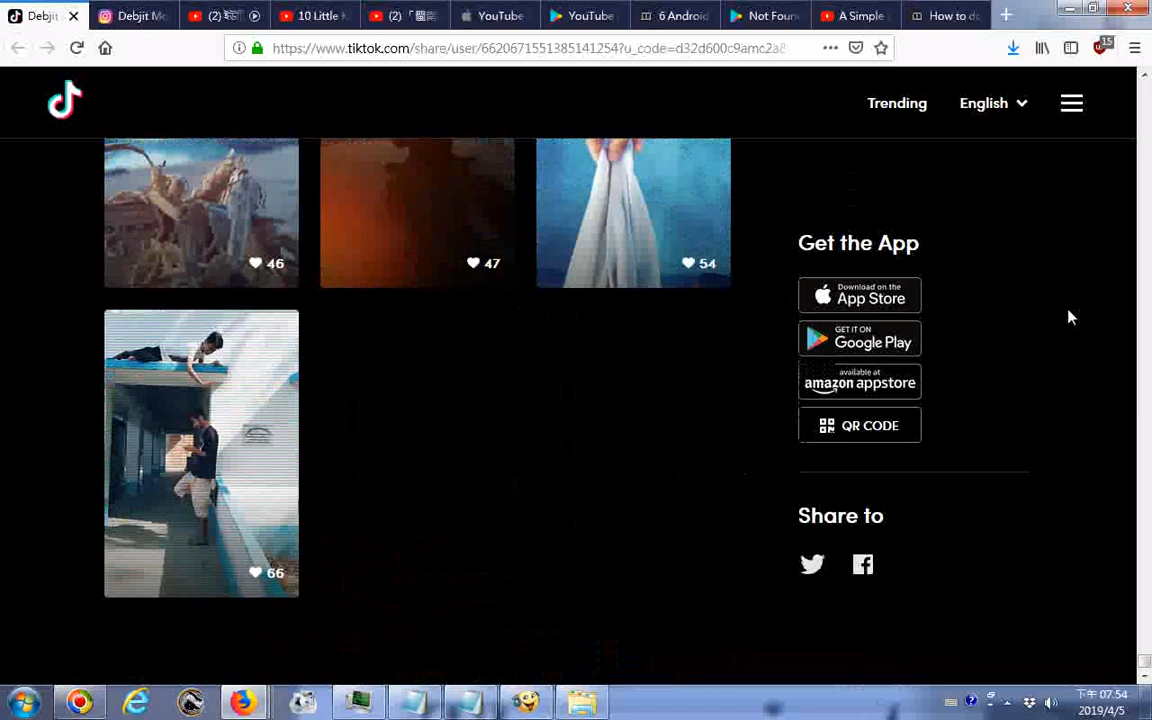 Debjit
Debjit Mo
(2)
10 Little
(2)
YouTube
YouTube
6 Android
Not Foun
A Simple
How to d
https://www.tiktok.com/share/user/6620671551385141254?u_code=d32d600c9amc2a8
15
Trending
English
46
47
54
Get the App
Download on the
App Store
GET IT ON
Google Play
available at
amazon appstore
QR CODE
66
Share to
下午 07:54
2019/4/5